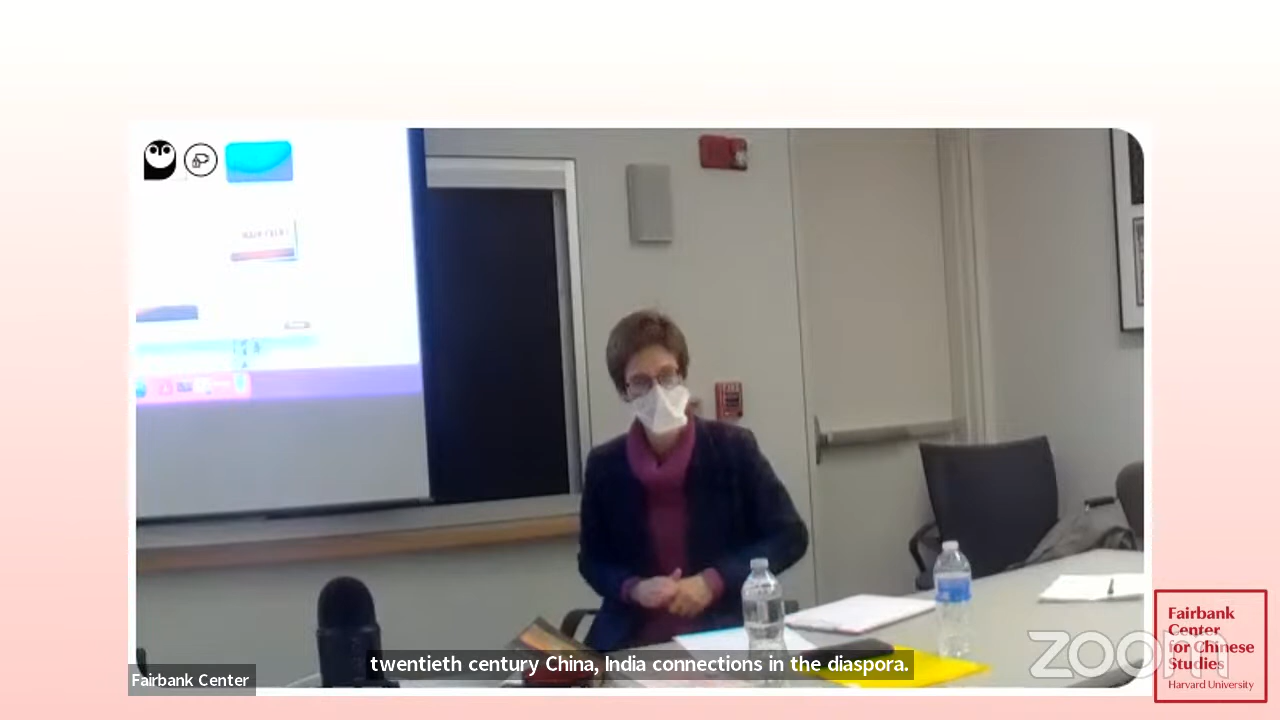 twentieth century China, India connections in the diaspora.
Fairbank Center
zoom
Fairbank
Center
for Chinese
Studies
Harvard University